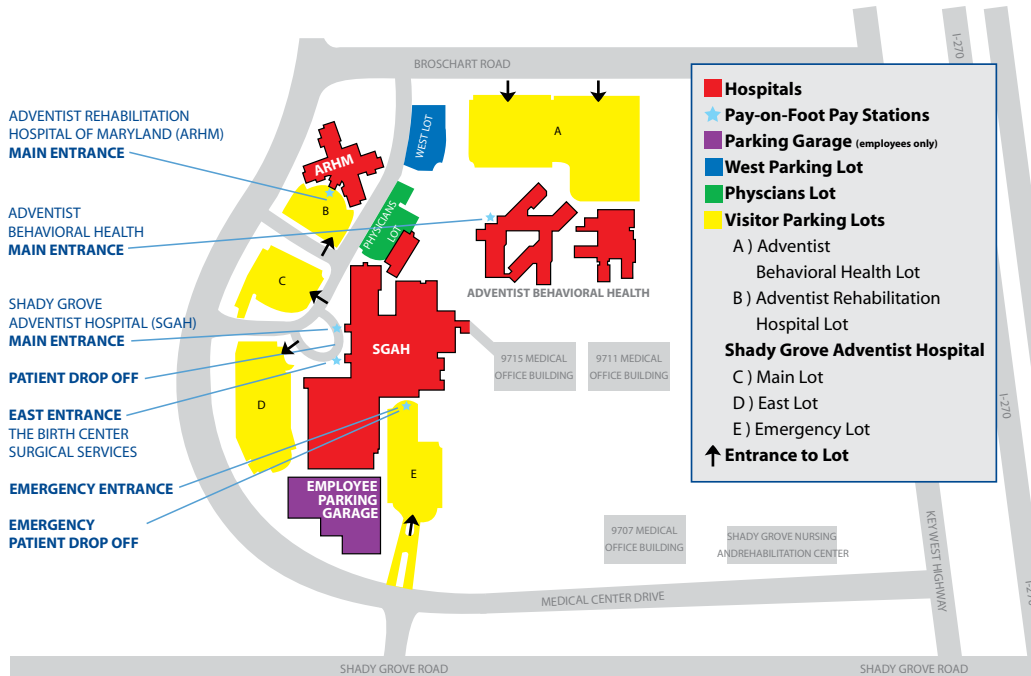 BROSCHART ROAD
I-270
I-270
I-270
I-270
ADVENTIST REHABILITATION
HOSPITAL OF MARYLAND (ARHM)
MAIN ENTRANCE
ADVENTIST
BEHAVIORAL HEALTH
MAIN ENTRANCE
SHADY GROVE
ADVENTIST HOSPITAL (SGAH)
MAIN ENTRANCE
PATIENT DROP OFF
EAST ENTRANCE
THE BIRTH CENTER
SURGICAL SERVICES
EMERGENCY ENTRANCE
EMERGENCY
PATIENT DROP OFF
WEST LOT
ARHM
PHYSICIANS
LOT
A
B
C
D
E
SGAH
ADVENTIST BEHAVIORAL HEALTH
9715 MEDICAL
OFFICE BUILDING
9711 MEDICAL
OFFICE BUILDING
EMPLOYEE
PARKING
GARAGE
9707 MEDICAL
OFFICE BUILDING
SHADY GROVE NURSING
ANDREHABILITATION CENTER
Hospitals
Pay-on-Foot Pay Stations
Parking Garage (employees only)
West Parking Lot
Physcians Lot
Visitor Parking Lots
A ) Adventist
Behavioral Health Lot
B ) Adventist Rehabilitation
Hospital Lot
Shady Grove Adventist Hospital
C ) Main Lot
D ) East Lot
E ) Emergency Lot
Entrance to Lot
KEY WEST HIGHWAY
MEDICAL CENTER DRIVE
SHADY GROVE ROAD
SHADY GROVE ROAD